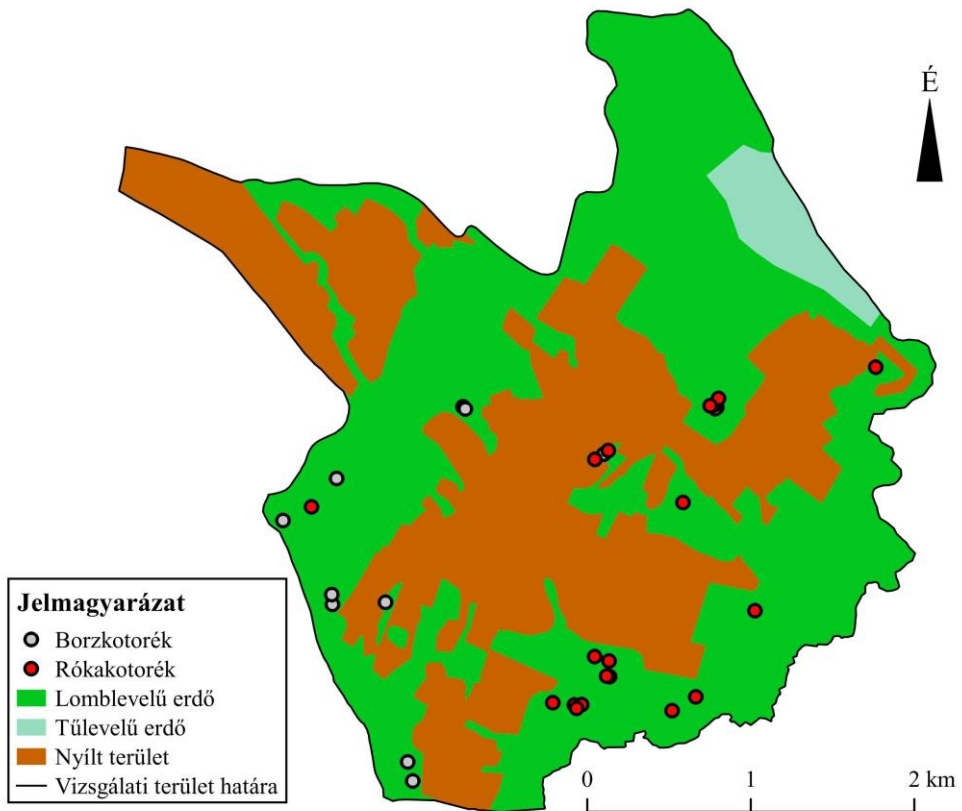 É
Jelmagyarázat
Borzkotorék
Rókakotorék
Lomblevelű erdő
Tűlevelű erdő
Nyílt terület
Vizsgálati terület határa
0 1 2 km